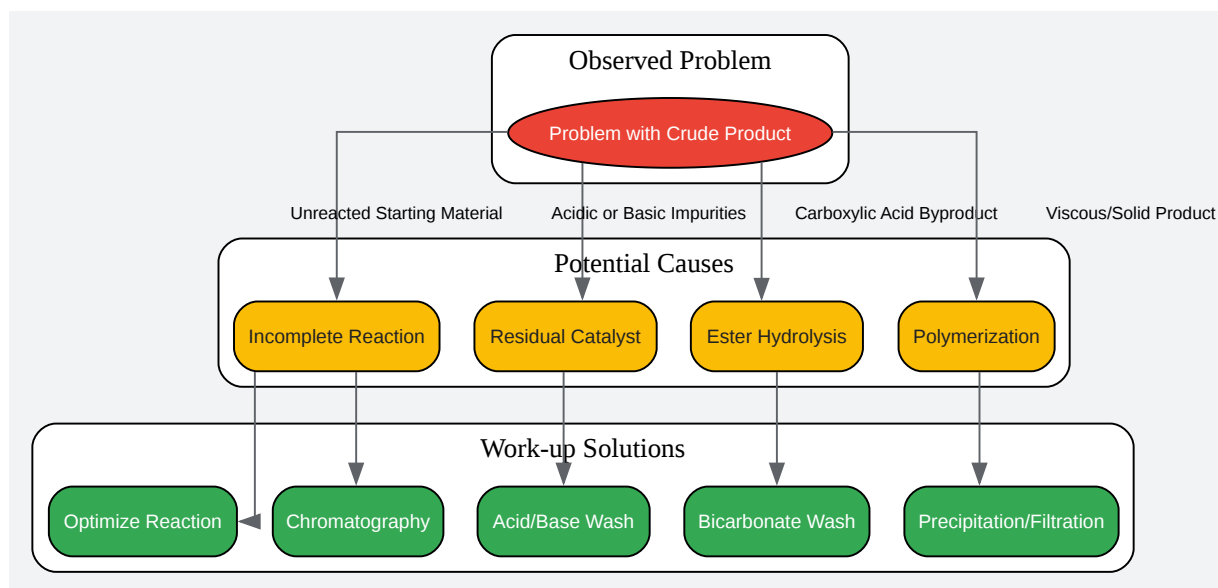 Observed Problem
Problem with Crude Product
Unreacted Starting Material
Acidic or Basic Impurities
Carboxylic Acid Byproduct
Viscous/Solid Product
Potential Causes
Incomplete Reaction
Residual Catalyst
Ester Hydrolysis
Polymerization
Work-up Solutions
Optimize Reaction
Chromatography
Acid/Base Wash
Bicarbonate Wash
Precipitation/Filtration